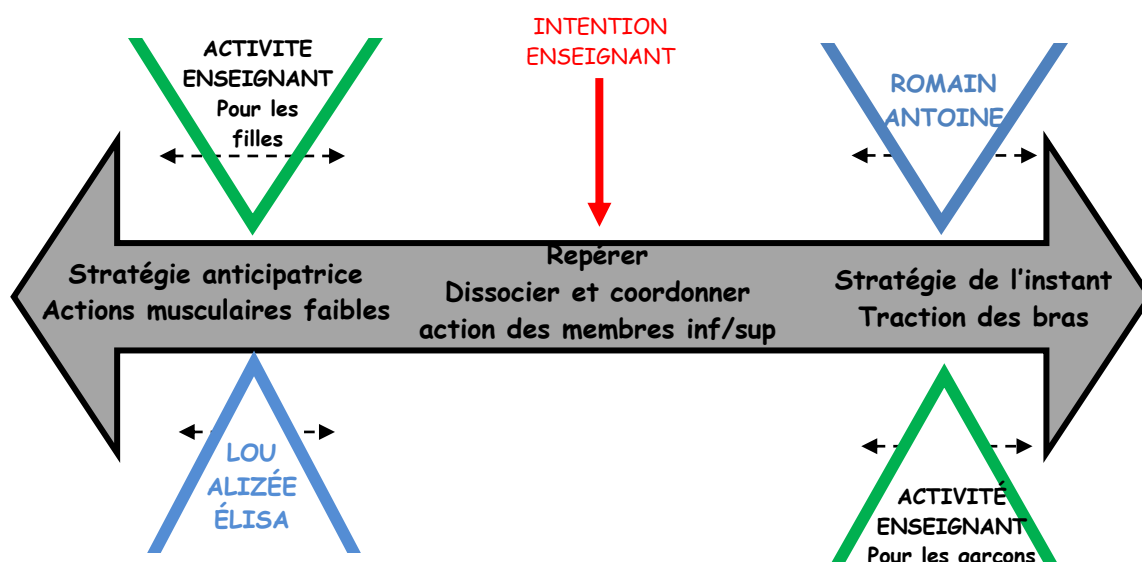 INTENTION
ENSEIGNANT
ACTIVITE
ENSEIGNANT
Pour les
filles
ROMAIN
ANTOINE
Stratégie anticipatrice
Actions musculaires faibles
Repérer
Dissocier et coordonner
action des membres inf/sup
Stratégie de l'instant
Traction des bras
LOU
ALIZÉE
ÉLISA
ACTIVITÉ
ENSEIGNANT
Pour les garçons